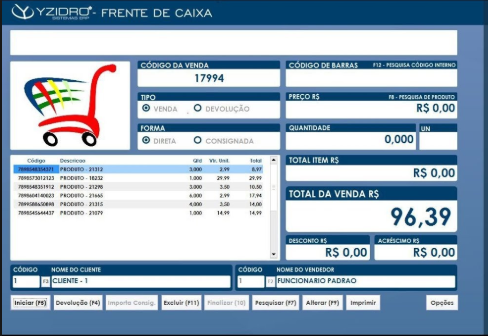 YZIDRO® - FRENTE DE CAIXA
SISTEMAS ERP
CÓDIGO DA VENDA
17994
CÓDIGO DE BARRAS F12 - PESQUISA CÓDIGO INTERNO
TIPO
VENDA DEVOLUÇÃO
PREÇO R$ F8 - PESQUISA DE PRODUTO
R$ 0,00
FORMA
DIRETA CONSIGNADA
QUANTIDADE UN
0,000
Código Descricao Qtd Vlr. Unit. Total
7898548354371 PRODUTO - 21312 3,000 2,99 8,97
7898573012123 PRODUTO - 18232 1,000 29,99 29,99
7898548351912 PRODUTO - 21298 3,000 3,50 10,50
7898604140023 PRODUTO - 21665 6,000 2,99 17,94
7899588650898 PRODUTO - 21315 4,000 3,50 14,00
7898545644437 PRODUTO - 21079 1,000 14,99 14,99
TOTAL ITEM R$
R$ 0,00
TOTAL DA VENDA R$
96,39
DESCONTO R$ ACRÉSCIMO R$
R$ 0,00 R$ 0,00
CÓDIGO NOME DO CLIENTE CÓDIGO NOME DO VENDEDOR
1 CLIENTE - 1 1 FUNCIONARIO PADRAO
Iniciar (F5) Devolução (F4) Importa Consig. Excluir (F11) Finalizar (10) Pesquisar (F7) Alterar (F9) Imprimir Opções